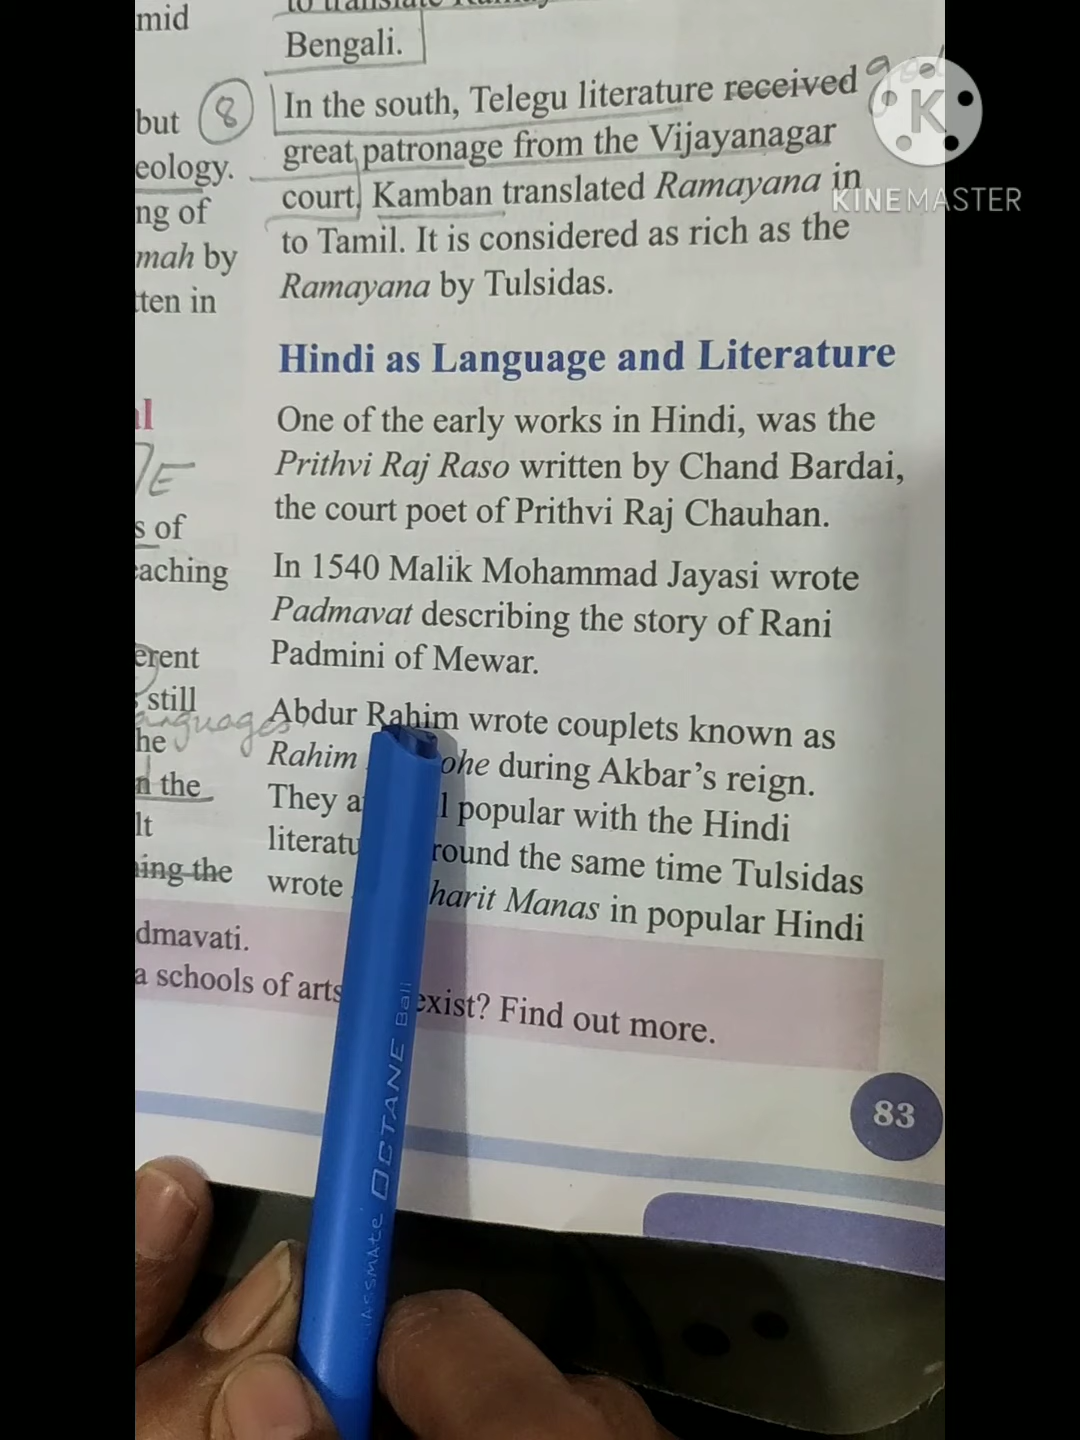 mid
but
eology.
ng of
mah by
ten in
al
E
s of
aching
erent
still
anguages
he
n the
lt
ing the
Bengali.
8
In the south, Telegu literature received
great patronage from the Vijayanagar
court. Kamban translated Ramayana in
to Tamil. It is considered as rich as the
Ramayana by Tulsidas.
Hindi as Language and Literature
One of the early works in Hindi, was the
Prithvi Raj Raso written by Chand Bardai,
the court poet of Prithvi Raj Chauhan.
In 1540 Malik Mohammad Jayasi wrote
Padmavat describing the story of Rani
Padmini of Mewar.
Abdur Rahim wrote couplets known as
Rahim ohe during Akbar's reign.
They a l popular with the Hindi
literatu round the same time Tulsidas
wrote harit Manas in popular Hindi
dmavati.
a schools of arts exist? Find out more.
83
CLASSMATE OCTANE Ball
K
KINEMASTER